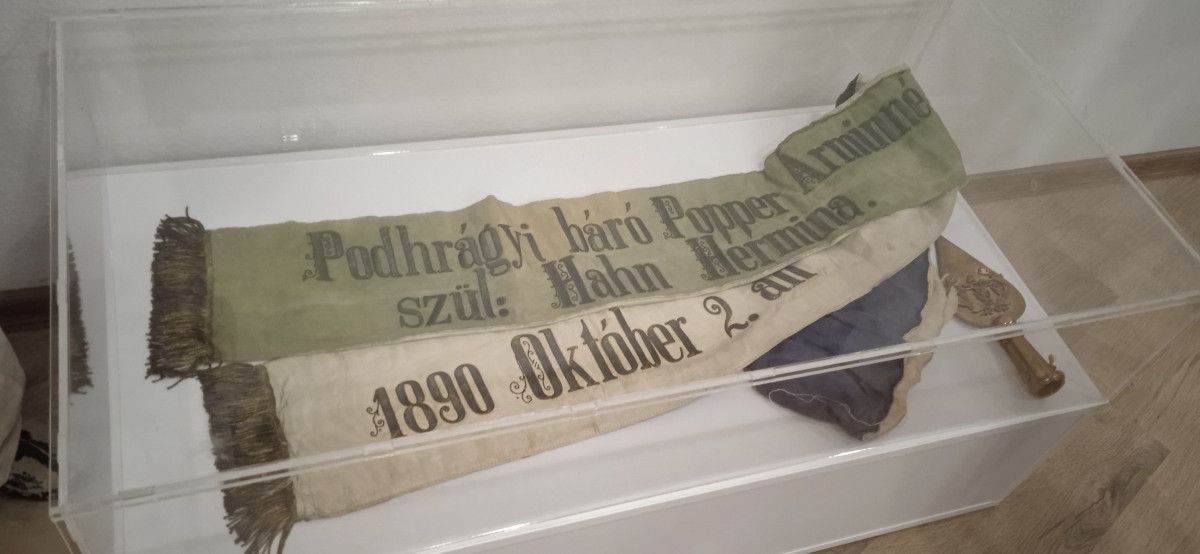 Podhrágyi báró Popper Árminné
szül: Hahn Hermina.
1890 Október 2. án